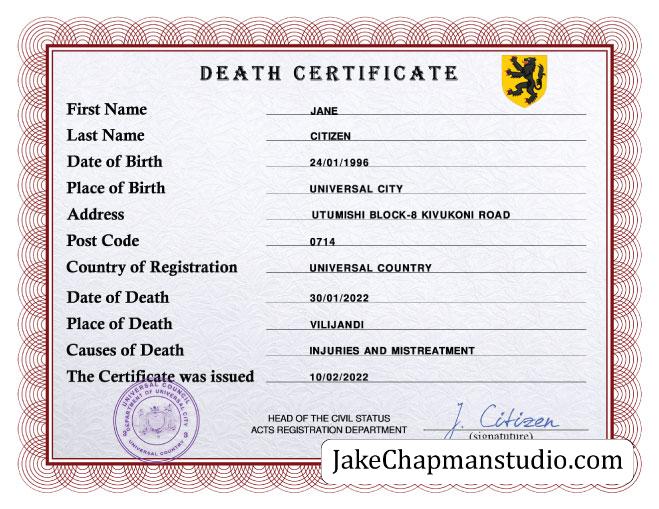 DEATH CERTIFICATE
First Name JANE
Last Name CITIZEN
Date of Birth 24/01/1996
Place of Birth UNIVERSAL CITY
Address UTUMISHI BLOCK-8 KIVUKONI ROAD
Post Code 0714
Country of Registration UNIVERSAL COUNTRY
Date of Death 30/01/2022
Place of Death VILIJANDI
Causes of Death INJURIES AND MISTREATMENT
The Certificate was issued 10/02/2022
UNIVERSAL COUNCIL
DEPARTMENT OF UNIVERSAL CITY
UNIVERSAL COUNTRY
HEAD OF THE CIVIL STATUS
ACTS REGISTRATION DEPARTMENT
J. Citizen
(signatuture)
JakeChapmanstudio.com